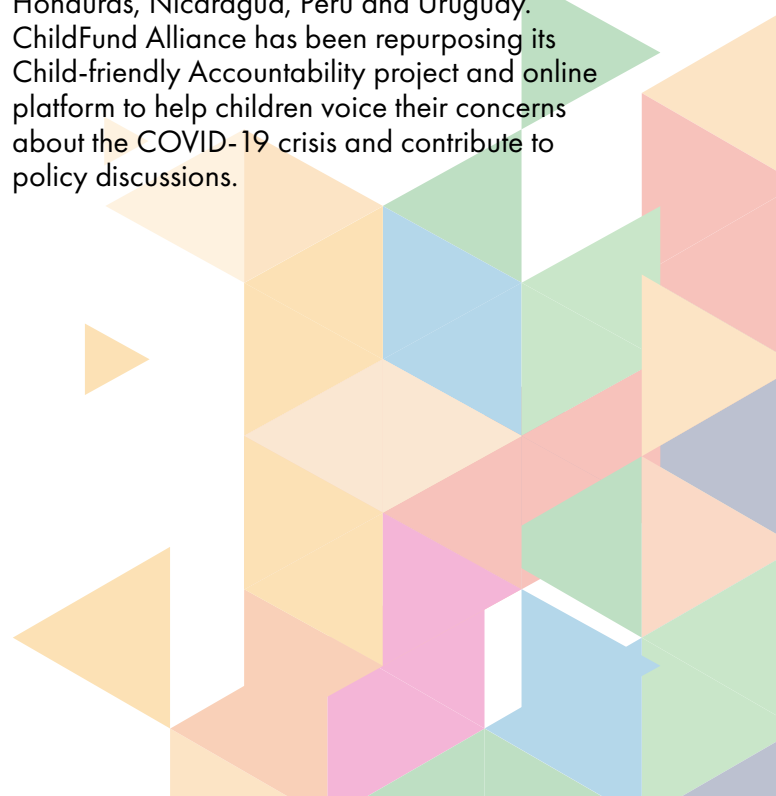 Honduras, Nicaragua, Peru and Uruguay.
ChildFund Alliance has been repurposing its
Child-friendly Accountability project and online
platform to help children voice their concerns
about the COVID-19 crisis and contribute to
policy discussions.